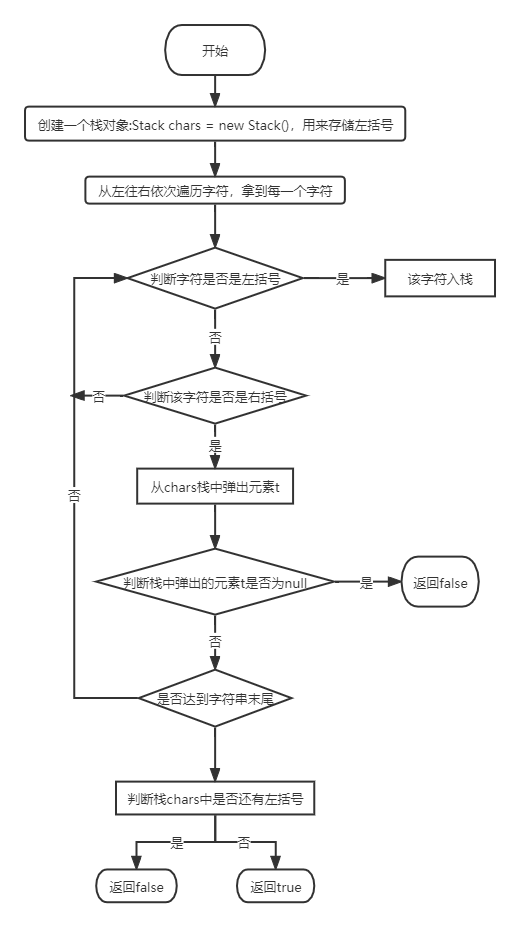 开始
创建一个栈对象:Stack chars = new Stack()，用来存储左括号
从左往右依次遍历字符，拿到每一个字符
判断字符是否是左括号
是
该字符入栈
否
判断该字符是否是右括号
否
是
从chars栈中弹出元素t
否
判断栈中弹出的元素t是否为null
是
返回false
否
是否达到字符串末尾
判断栈chars中是否还有左括号
是
否
返回false
返回true